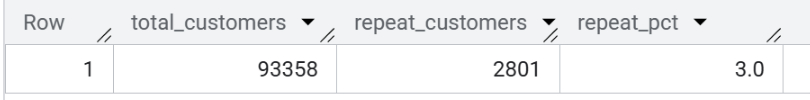 Row total_customers repeat_customers repeat_pct
1 93358 2801 3.0